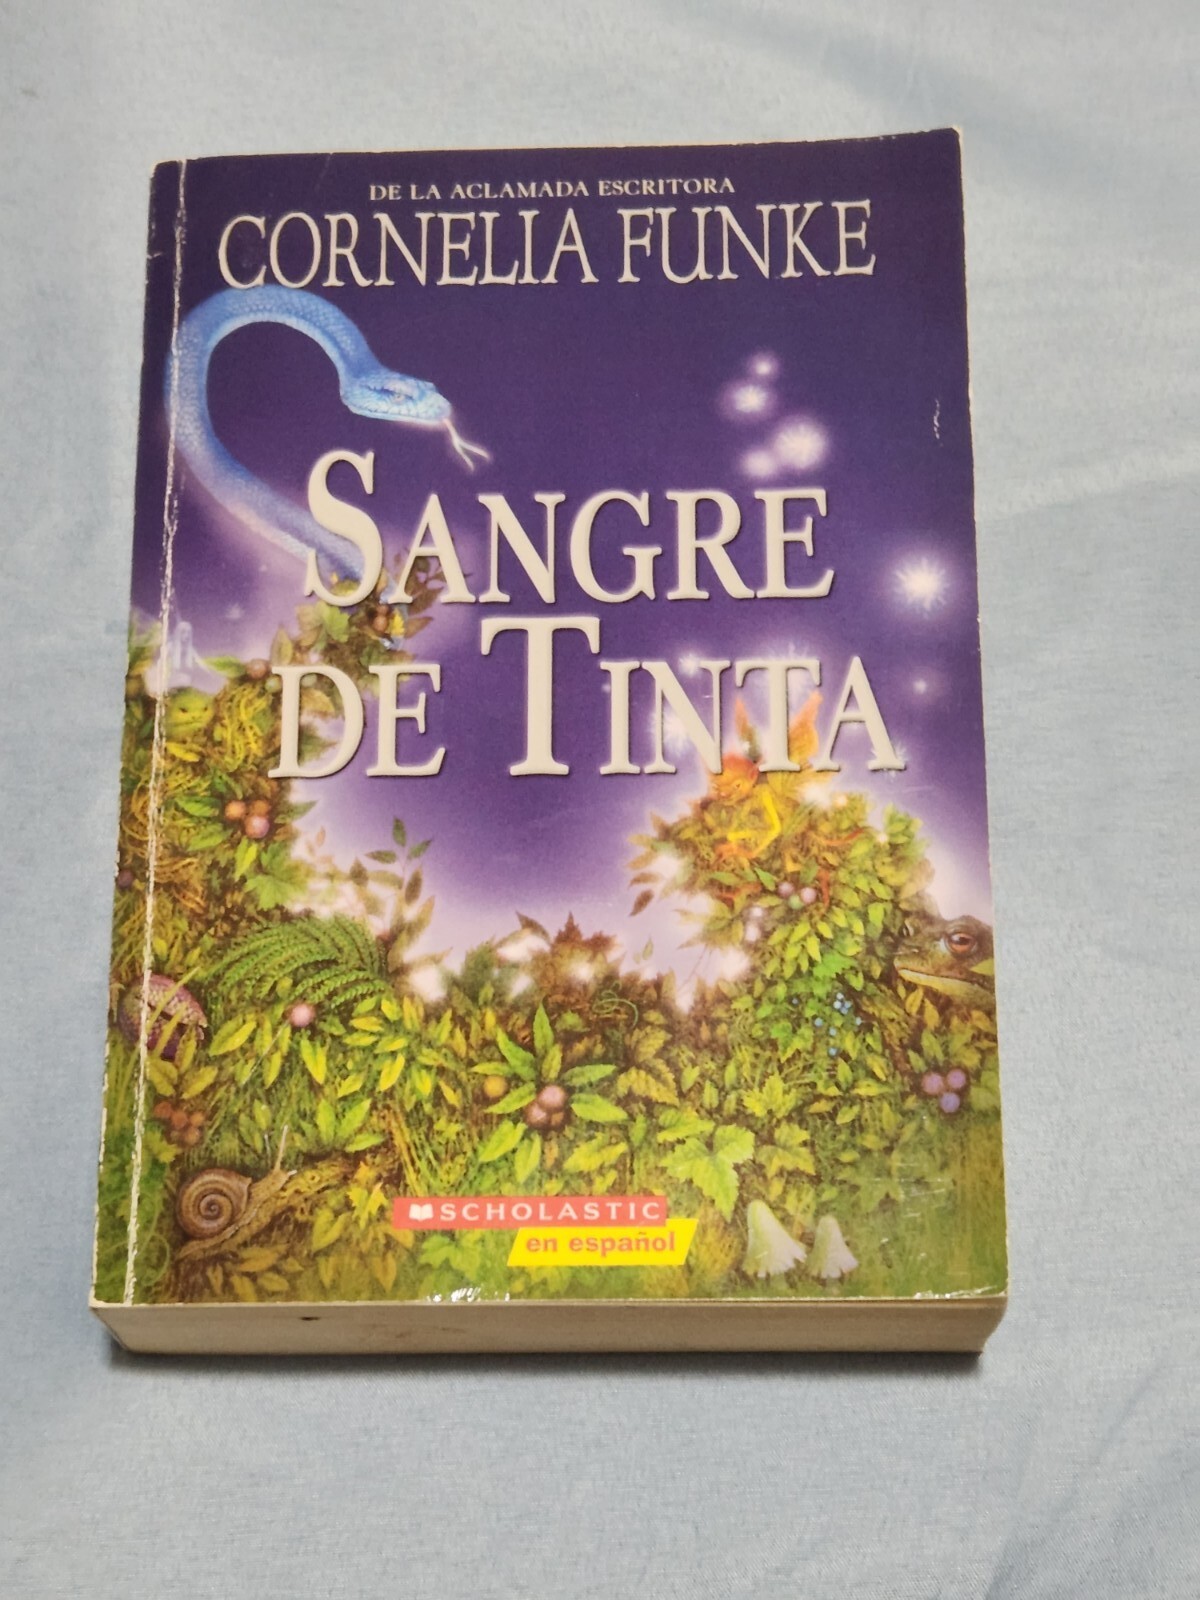 DE LA ACLAMADA ESCRITORA
CORNELIA FUNKE
SANGRE
DE TINTA
SCHOLASTIC
en español